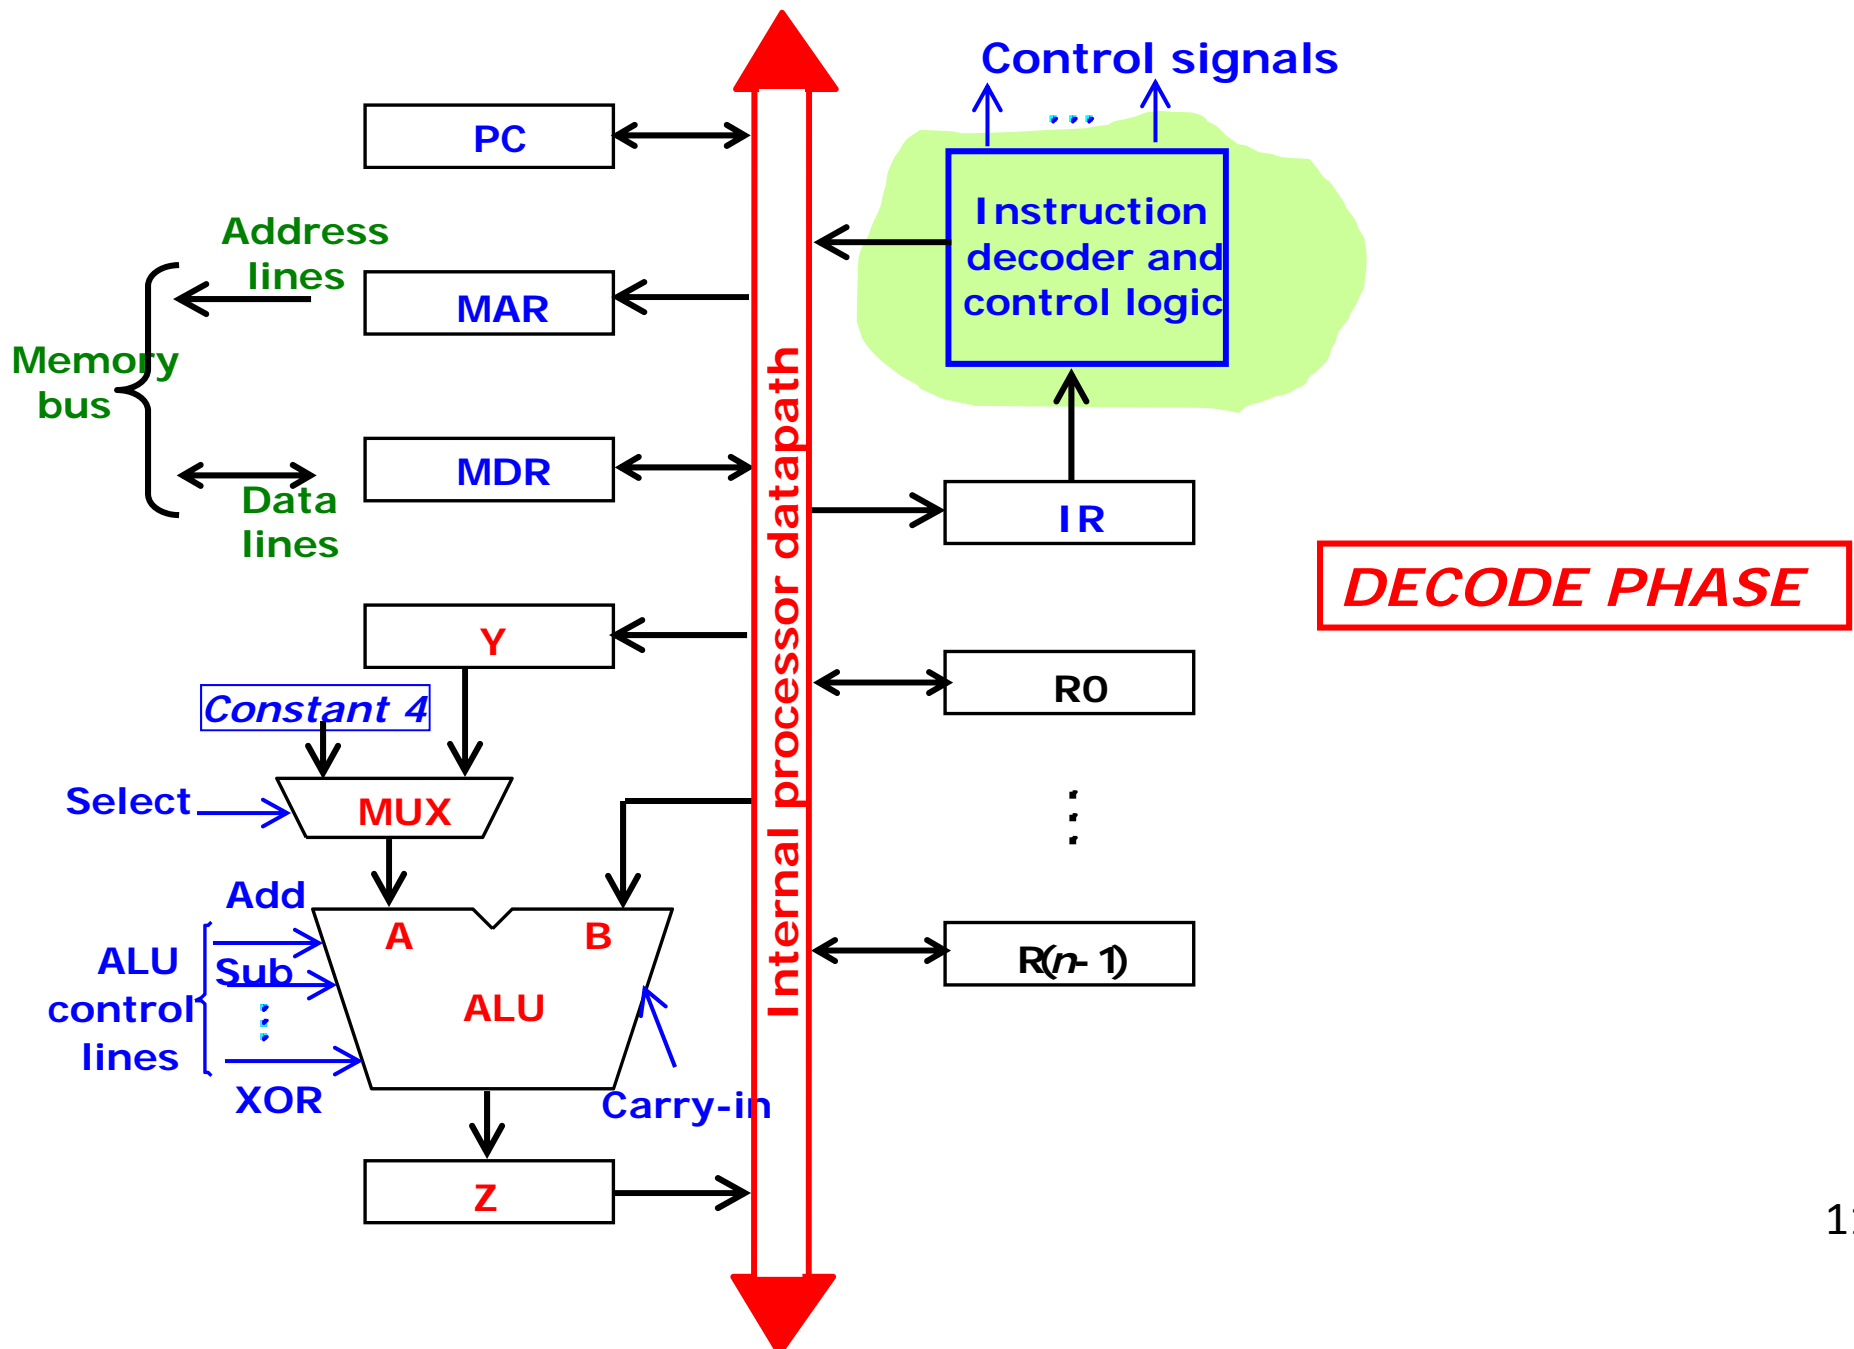 Control signals
...
PC
Instruction
decoder and
control logic
Address
lines
MAR
Memory
bus
MDR
Data
lines
IR
Internal processor datapath
DECODE PHASE
Y
R0
Constant 4
Select
MUX
Add
A
B
ALU
control
lines
Sub
ALU
R(n-1)
XOR
Carry-in
Z